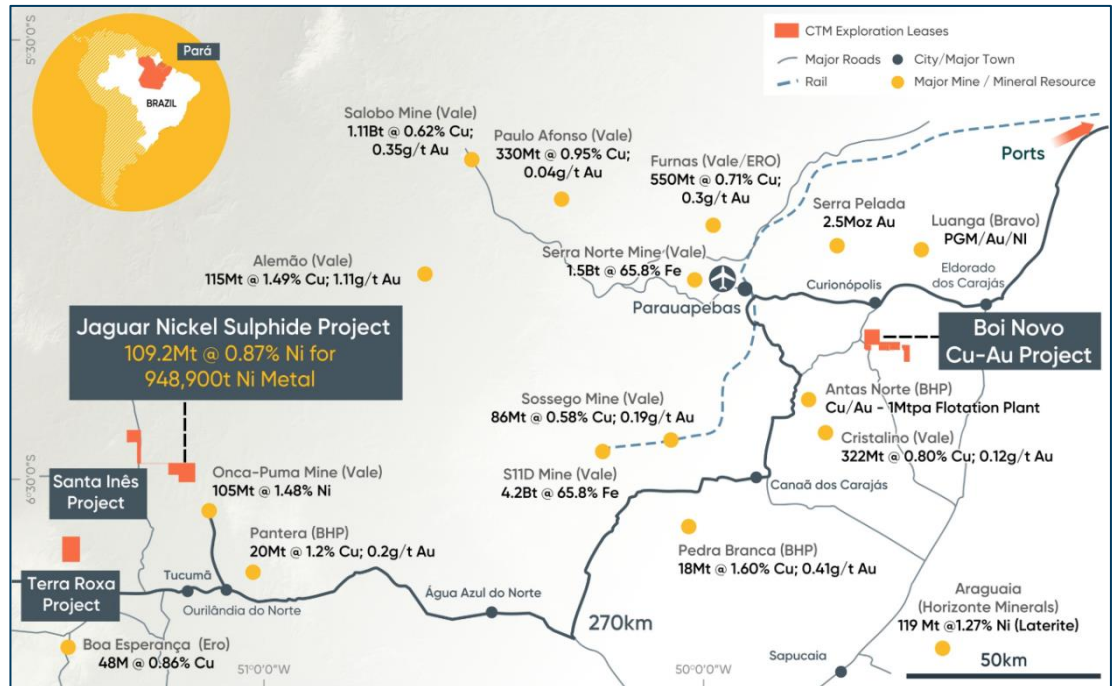 5°30'0"S
Pará
BRAZIL
CTM Exploration Leases
Major Roads
City/Major Town
Rail
Major Mine / Mineral Resource
Salobo Mine (Vale)
1.11Bt @ 0.62% Cu;
0.35g/t Au
Paulo Afonso (Vale)
330Mt @ 0.95% Cu;
0.04g/t Au
Furnas (Vale/ERO)
550Mt @ 0.71% Cu;
0.3g/t Au
Ports
Serra Pelada
2.5Moz Au
Luanga (Bravo)
PGM/Au/NI
Serra Norte Mine (Vale)
1.5Bt @ 65.8% Fe
Alemão (Vale)
115Mt @ 1.49% Cu; 1.11g/t Au
Parauapebas
Curionópolis
Eldorado
dos Carajás
Jaguar Nickel Sulphide Project
109.2Mt @ 0.87% Ni for
948,900t Ni Metal
Boi Novo
Cu-Au Project
Sossego Mine (Vale)
86Mt @ 0.58% Cu; 0.19g/t Au
Antas Norte (BHP)
Cu/Au - 1Mtpa Flotation Plant
Cristalino (Vale)
322Mt @ 0.80% Cu; 0.12g/t Au
S11D Mine (Vale)
4.2Bt @ 65.8% Fe
Canaã dos Carajás
6°30'0"S
Santa Inês
Project
Onca-Puma Mine (Vale)
105Mt @ 1.48% Ni
Pantera (BHP)
20Mt @ 1.2% Cu; 0.2g/t Au
Pedra Branca (BHP)
18Mt @ 1.60% Cu; 0.41g/t Au
Terra Roxa
Project
Tucumã
Ourilândia do Norte
Água Azul do Norte
270km
Araguaia
(Horizonte Minerals)
119 Mt @1.27% Ni (Laterite)
Boa Esperança (Ero)
48M @ 0.86% Cu
51°0'0"W
50°0'0"W
Sapucaia
50km